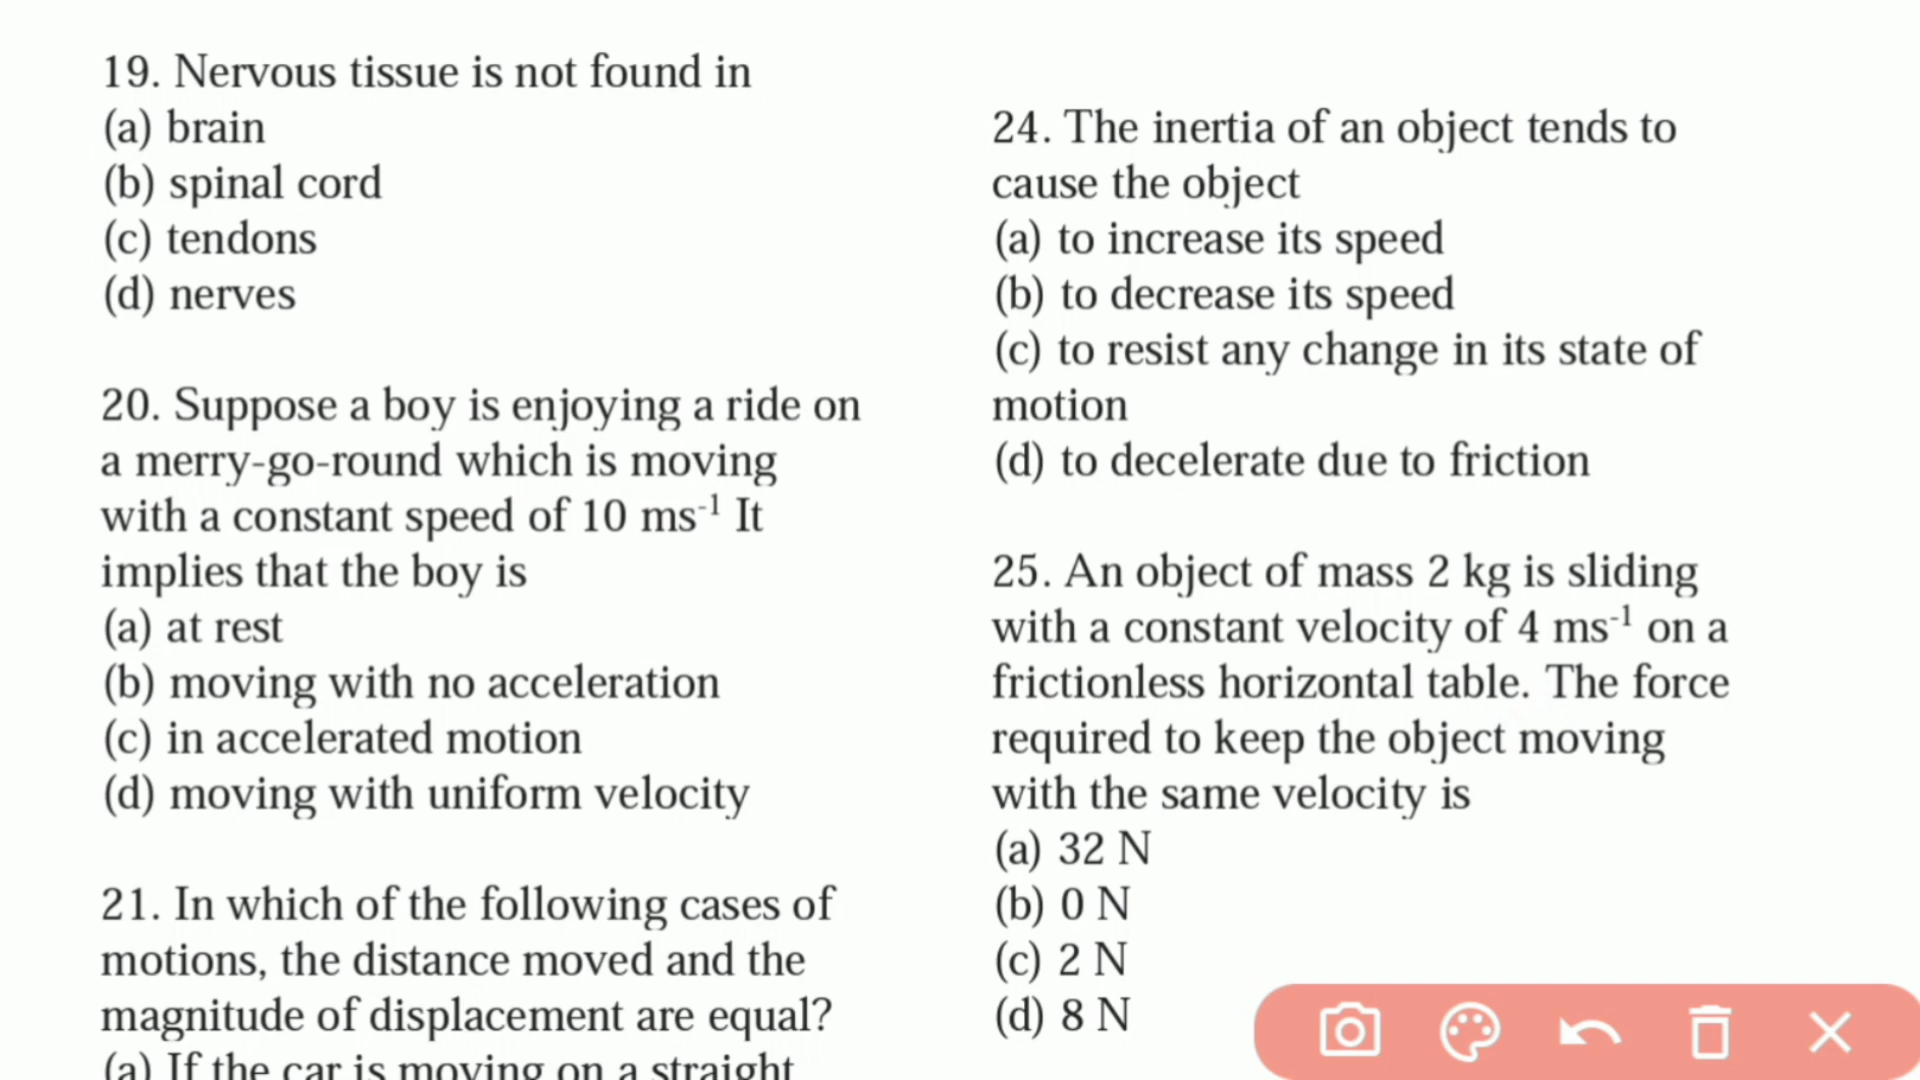 19. Nervous tissue is not found in
(a) brain
(b) spinal cord
(c) tendons
(d) nerves
20. Suppose a boy is enjoying a ride on
a merry-go-round which is moving
with a constant speed of 10 ms⁻¹ It
implies that the boy is
(a) at rest
(b) moving with no acceleration
(c) in accelerated motion
(d) moving with uniform velocity
21. In which of the following cases of
motions, the distance moved and the
magnitude of displacement are equal?
(a) If the car is moving on a straight
24. The inertia of an object tends to
cause the object
(a) to increase its speed
(b) to decrease its speed
(c) to resist any change in its state of
motion
(d) to decelerate due to friction
25. An object of mass 2 kg is sliding
with a constant velocity of 4 ms⁻¹ on a
frictionless horizontal table. The force
required to keep the object moving
with the same velocity is
(a) 32 N
(b) 0 N
(c) 2 N
(d) 8 N